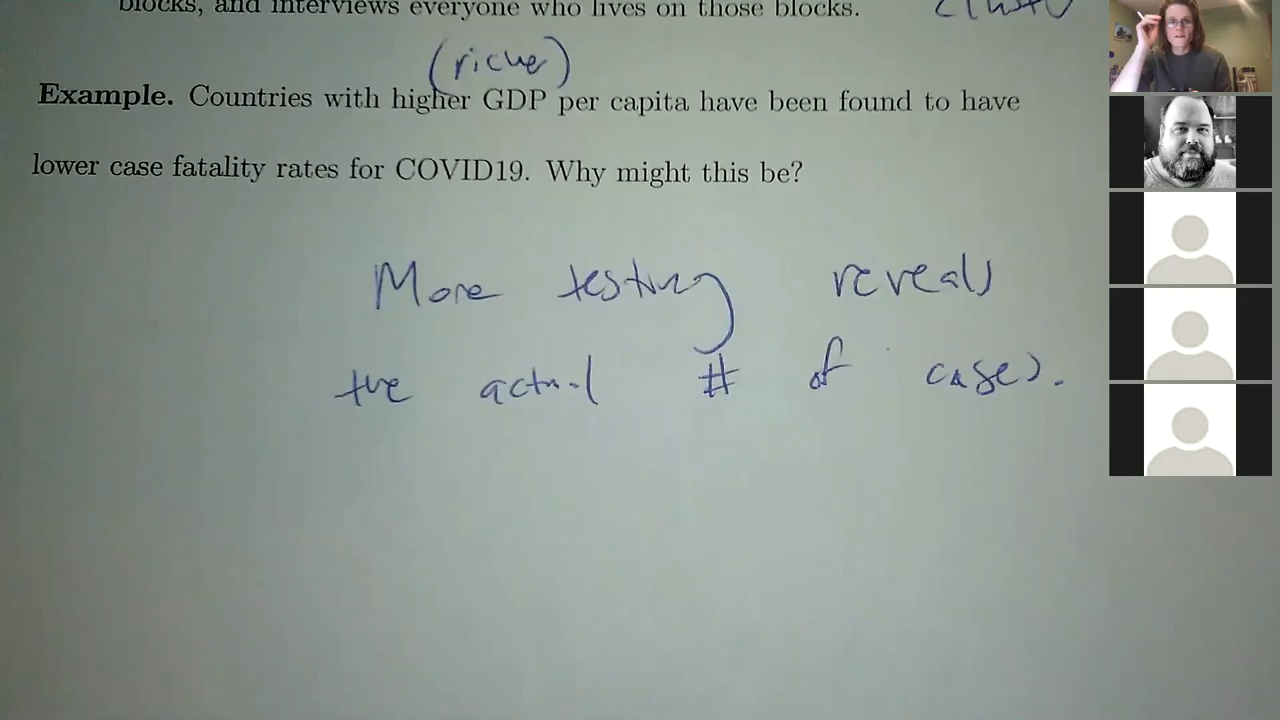 blocks, and interviews everyone who lives on those blocks.
(richer)
Example. Countries with higher GDP per capita have been found to have
lower case fatality rates for COVID19. Why might this be?
More testing reveals
the actual # of cases.